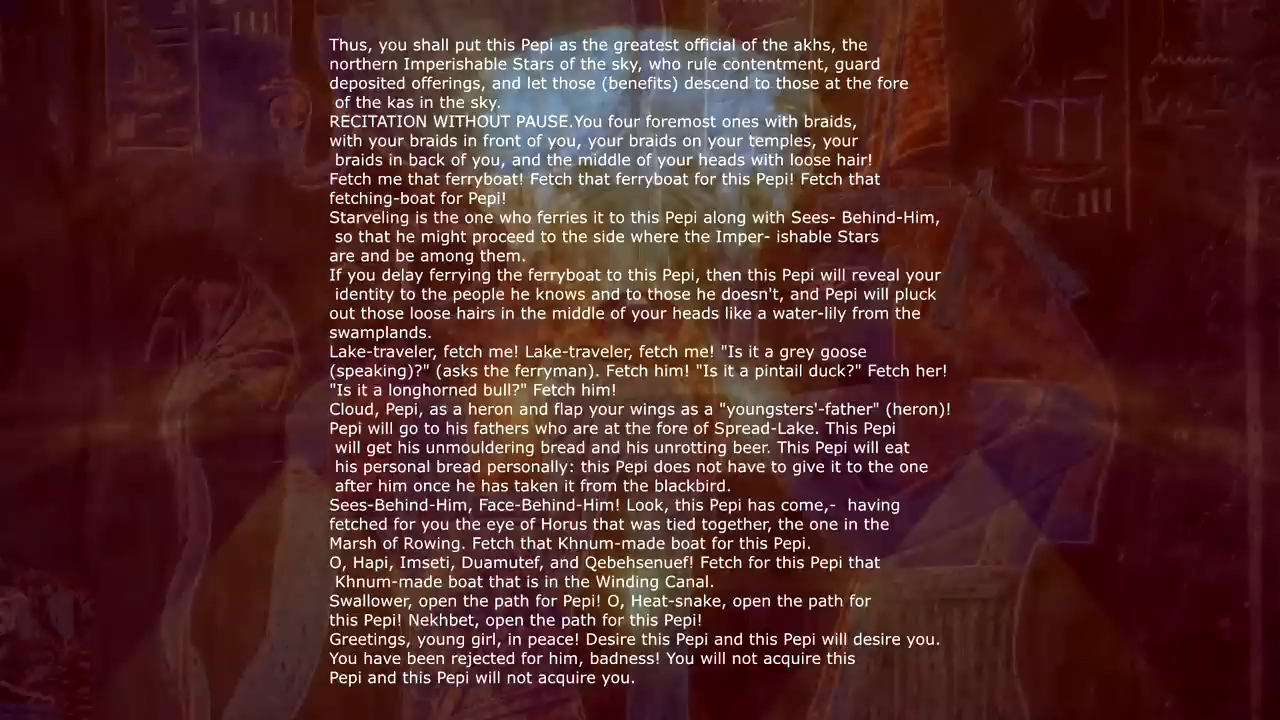 Thus, you shall put this Pepi as the greatest official of the akhs, the
northern Imperishable Stars of the sky, who rule contentment, guard
deposited offerings, and let those (benefits) descend to those at the fore
of the kas in the sky.
RECITATION WITHOUT PAUSE.You four foremost ones with braids,
with your braids in front of you, your braids on your temples, your
braids in back of you, and the middle of your heads with loose hair!
Fetch me that ferryboat! Fetch that ferryboat for this Pepi! Fetch that
fetching-boat for Pepi!
Starveling is the one who ferries it to this Pepi along with Sees- Behind-Him,
so that he might proceed to the side where the Imper- ishable Stars
are and be among them.
If you delay ferrying the ferryboat to this Pepi, then this Pepi will reveal your
identity to the people he knows and to those he doesn't, and Pepi will pluck
out those loose hairs in the middle of your heads like a water-lily from the
swamplands.
Lake-traveler, fetch me! Lake-traveler, fetch me! "Is it a grey goose
(speaking)?" (asks the ferryman). Fetch him! "Is it a pintail duck?" Fetch her!
"Is it a longhorned bull?" Fetch him!
Cloud, Pepi, as a heron and flap your wings as a "youngsters'-father" (heron)!
Pepi will go to his fathers who are at the fore of Spread-Lake. This Pepi
will get his unmouldering bread and his unrotting beer. This Pepi will eat
his personal bread personally: this Pepi does not have to give it to the one
after him once he has taken it from the blackbird.
Sees-Behind-Him, Face-Behind-Him! Look, this Pepi has come,-  having
fetched for you the eye of Horus that was tied together, the one in the
Marsh of Rowing. Fetch that Khnum-made boat for this Pepi.
O, Hapi, Imseti, Duamutef, and Qebehsenuef! Fetch for this Pepi that
Khnum-made boat that is in the Winding Canal.
Swallower, open the path for Pepi! O, Heat-snake, open the path for
this Pepi! Nekhbet, open the path for this Pepi!
Greetings, young girl, in peace! Desire this Pepi and this Pepi will desire you.
You have been rejected for him, badness! You will not acquire this
Pepi and this Pepi will not acquire you.